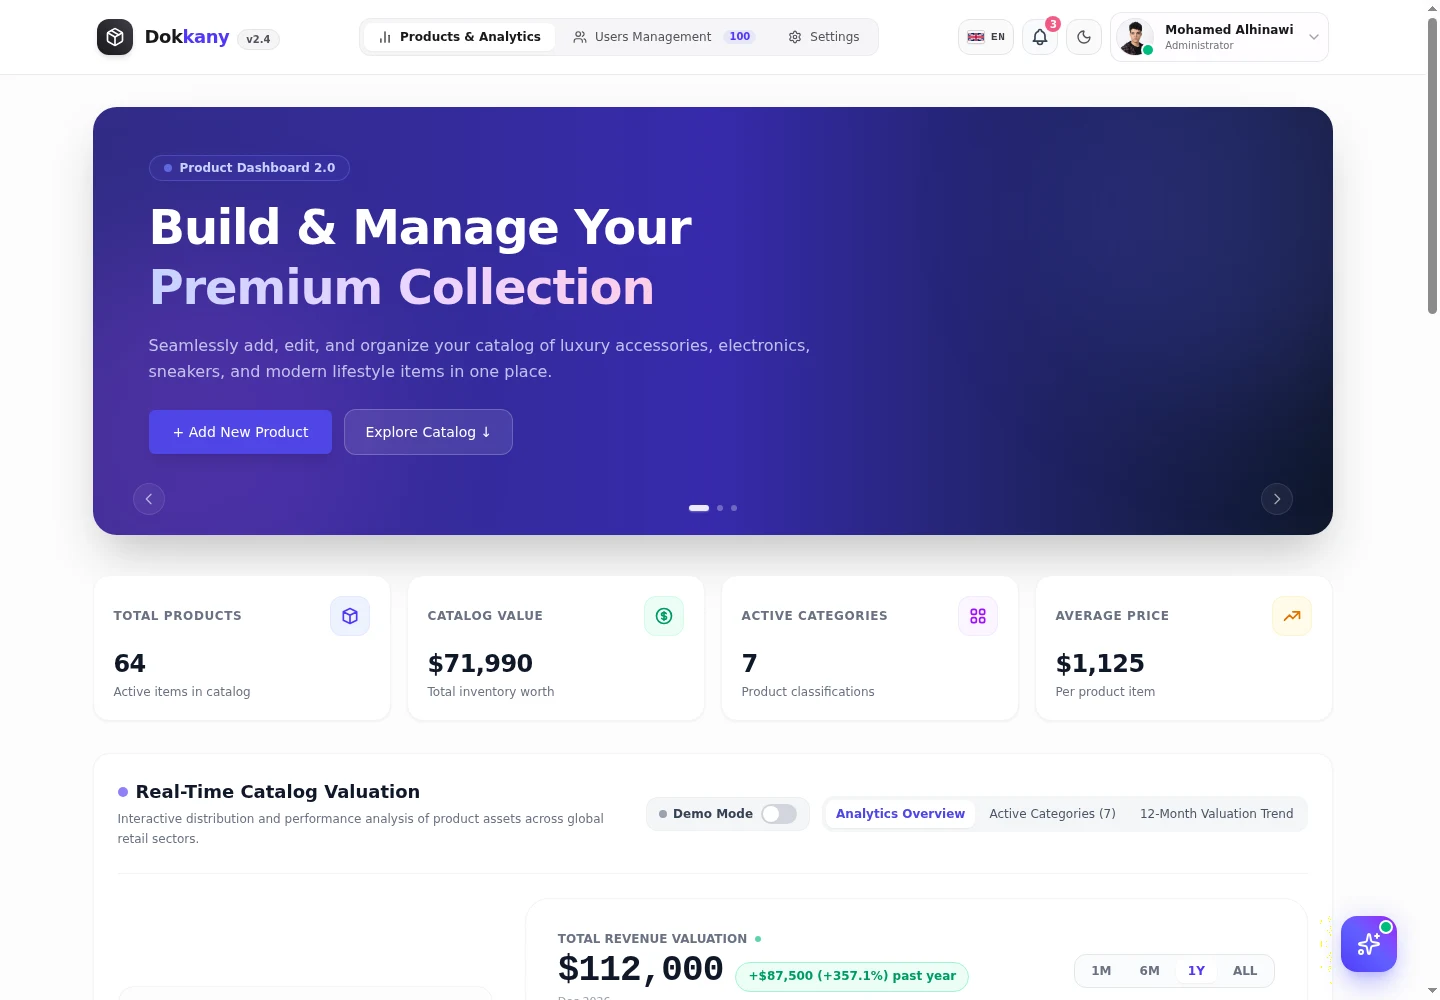 Dokkany v2.4
Products & Analytics
Users Management 100
Settings
EN
3
Mohamed Alhinawi
Administrator
Product Dashboard 2.0
Build & Manage Your
Premium Collection
Seamlessly add, edit, and organize your catalog of luxury accessories, electronics,
sneakers, and modern lifestyle items in one place.
+ Add New Product
Explore Catalog ↓
TOTAL PRODUCTS
64
Active items in catalog
CATALOG VALUE
$71,990
Total inventory worth
ACTIVE CATEGORIES
7
Product classifications
AVERAGE PRICE
$1,125
Per product item
Real-Time Catalog Valuation
Interactive distribution and performance analysis of product assets across global
retail sectors.
Demo Mode
Analytics Overview
Active Categories (7)
12-Month Valuation Trend
TOTAL REVENUE VALUATION
$112,000
+$87,500 (+357.1%) past year
Dec 2026
1M
6M
1Y
ALL